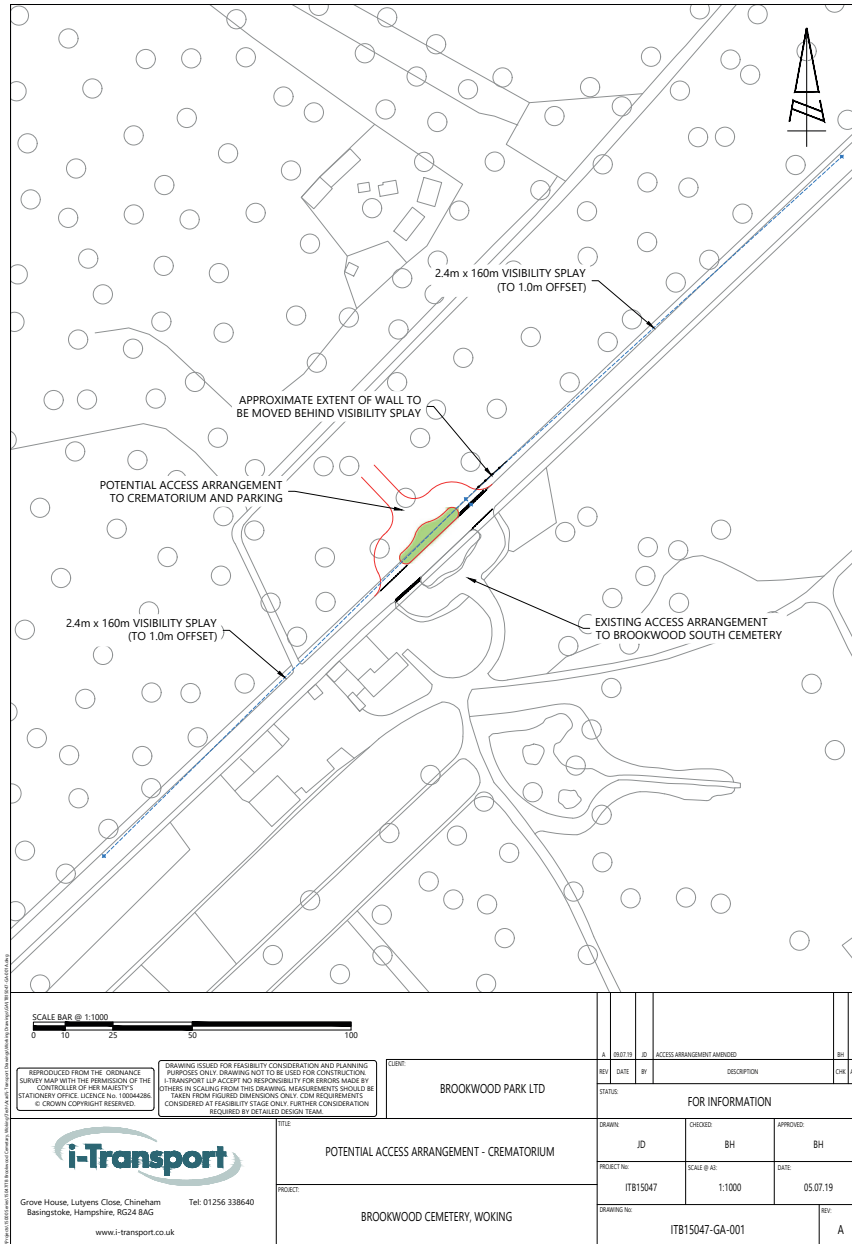 2.4m x 160m VISIBILITY SPLAY
(TO 1.0m OFFSET)
APPROXIMATE EXTENT OF WALL TO
BE MOVED BEHIND VISIBILITY SPLAY
POTENTIAL ACCESS ARRANGEMENT
TO CREMATORIUM AND PARKING
2.4m x 160m VISIBILITY SPLAY
(TO 1.0m OFFSET)
EXISTING ACCESS ARRANGEMENT
TO BROOKWOOD SOUTH CEMETERY
SCALE BAR @ 1:1000
0 10 25 50 100
REPRODUCED FROM THE ORDNANCE
SURVEY MAP WITH THE PERMISSION OF THE
CONTROLLER OF HER MAJESTY'S
STATIONERY OFFICE. LICENCE No. 100044286.
© CROWN COPYRIGHT RESERVED.
DRAWING ISSUED FOR FEASIBILITY CONSIDERATION AND PLANNING
PURPOSES ONLY. DRAWING NOT TO BE USED FOR CONSTRUCTION.
I-TRANSPORT LLP ACCEPT NO RESPONSIBILITY FOR ERRORS MADE BY
OTHERS IN SCALING FROM THIS DRAWING. MEASUREMENTS SHOULD BE
TAKEN FROM FIGURED DIMENSIONS ONLY. CDM REQUIREMENTS
CONSIDERED AT FEASIBILITY STAGE ONLY. FURTHER CONSIDERATION
REQUIRED BY DETAILED DESIGN TEAM.
CLIENT:
BROOKWOOD PARK LTD
A 09.07.19 JD ACCESS ARRANGEMENT AMENDED BH
REV DATE BY DESCRIPTION CHK
STATUS:
FOR INFORMATION
i-Transport
Grove House, Lutyens Close, Chineham
Basingstoke, Hampshire, RG24 8AG
Tel: 01256 338640
www.i-transport.co.uk
TITLE:
POTENTIAL ACCESS ARRANGEMENT - CREMATORIUM
PROJECT:
BROOKWOOD CEMETERY, WOKING
DRAWN: CHECKED: APPROVED:
JD BH BH
PROJECT No: SCALE @ A3: DATE:
ITB15047 1:1000 05.07.19
DRAWING No: REV:
ITB15047-GA-001 A